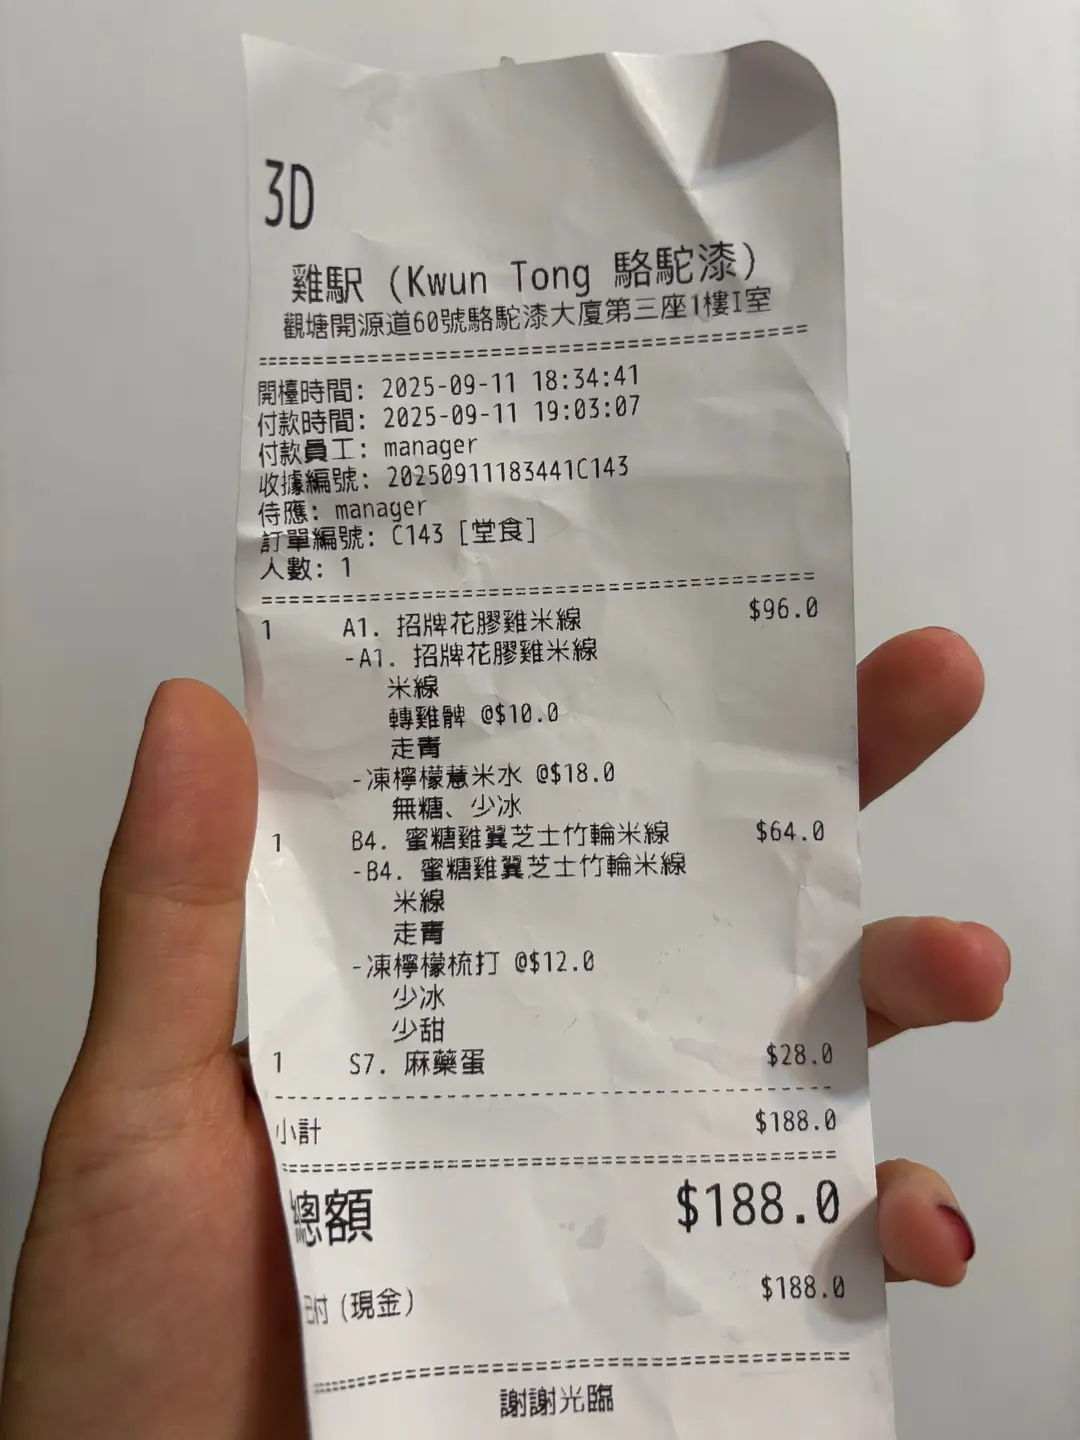 3D
雞駅 (Kwun Tong 駱駝漆)
觀塘開源道60號駱駝漆大廈第三座1樓I室
======================================
開檯時間: 2025-09-11 18:34:41
付款時間: 2025-09-11 19:03:07
付款員工: manager
收據編號: 20250911183441C143
侍應: manager
訂單編號: C143 [堂食]
人數: 1
======================================
1 A1. 招牌花膠雞米線 $96.0
-A1. 招牌花膠雞米線
米線
轉雞髀 @$10.0
走青
-凍檸檬薏米水 @$18.0
無糖、少冰
1 B4. 蜜糖雞翼芝士竹輪米線 $64.0
-B4. 蜜糖雞翼芝士竹輪米線
米線
走青
-凍檸檬梳打 @$12.0
少冰
少甜
1 S7. 麻藥蛋 $28.0
--------------------------------------
小計 $188.0
======================================
總額 $188.0
付 (現金) $188.0
======================================
謝謝光臨